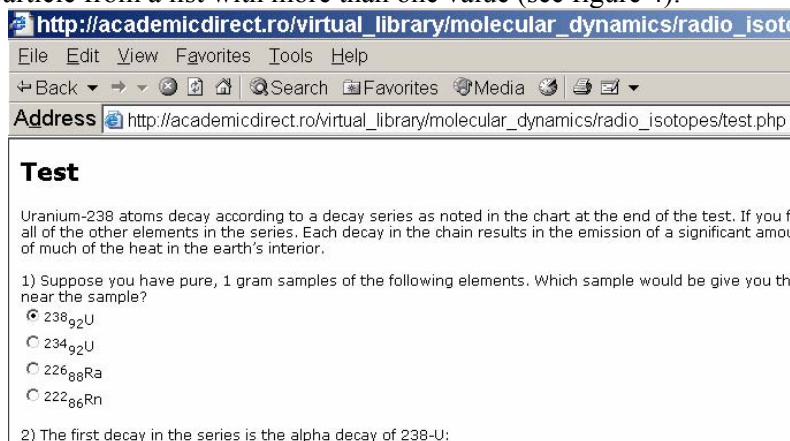 article from a list with more than one value (see figure 4).
http://academicdirect.ro/virtual_library/molecular_dynamics/radio_isoto
File Edit View Favorites Tools Help
Back Search Favorites Media
Address http://academicdirect.ro/virtual_library/molecular_dynamics/radio_isotopes/test.php
Test
Uranium-238 atoms decay according to a decay series as noted in the chart at the end of the test. If you f
all of the other elements in the series. Each decay in the chain results in the emission of a significant amou
of much of the heat in the earth's interior.
1) Suppose you have pure, 1 gram samples of the following elements. Which sample would be give you th
near the sample?
238₉₂U
234₉₂U
226₈₈Ra
222₈₆Rn
2) The first decay in the series is the alpha decay of 238-U: